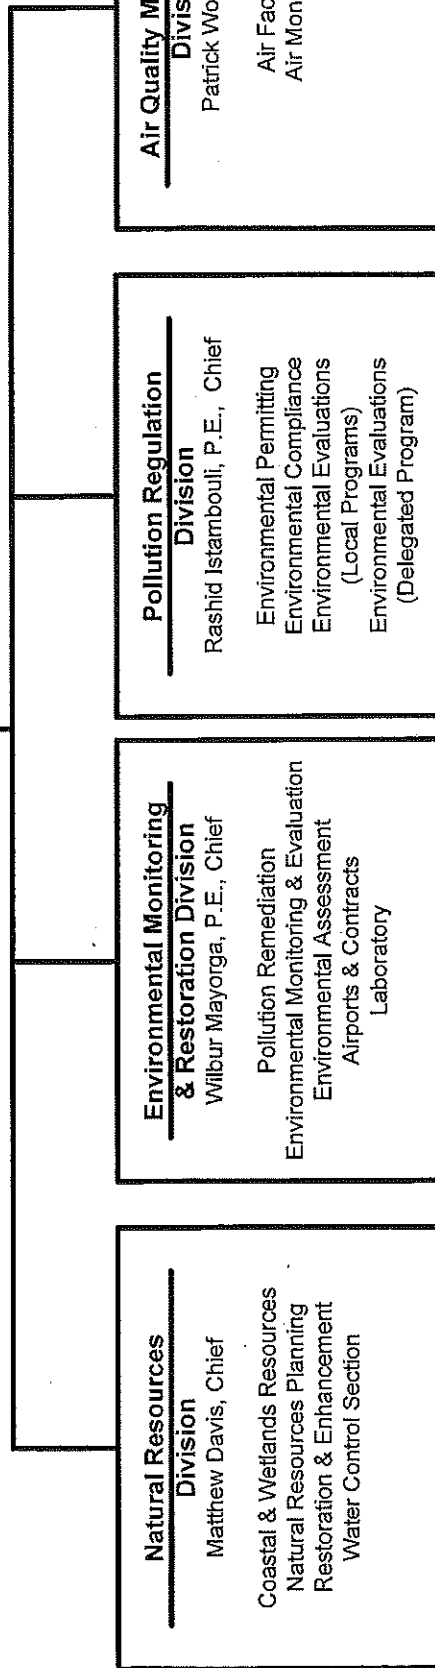 Natural Resources
Division
Matthew Davis, Chief
Coastal & Wetlands Resources
Natural Resources Planning
Restoration & Enhancement
Water Control Section
Environmental Monitoring
& Restoration Division
Wilbur Mayorga, P.E., Chief
Pollution Remediation
Environmental Monitoring & Evaluation
Environmental Assessment
Airports & Contracts
Laboratory
Pollution Regulation
Division
Rashid Istambouli, P.E., Chief
Environmental Permitting
Environmental Compliance
Environmental Evaluations
(Local Programs)
Environmental Evaluations
(Delegated Program)
Air Quality
Patrick
Air
Air